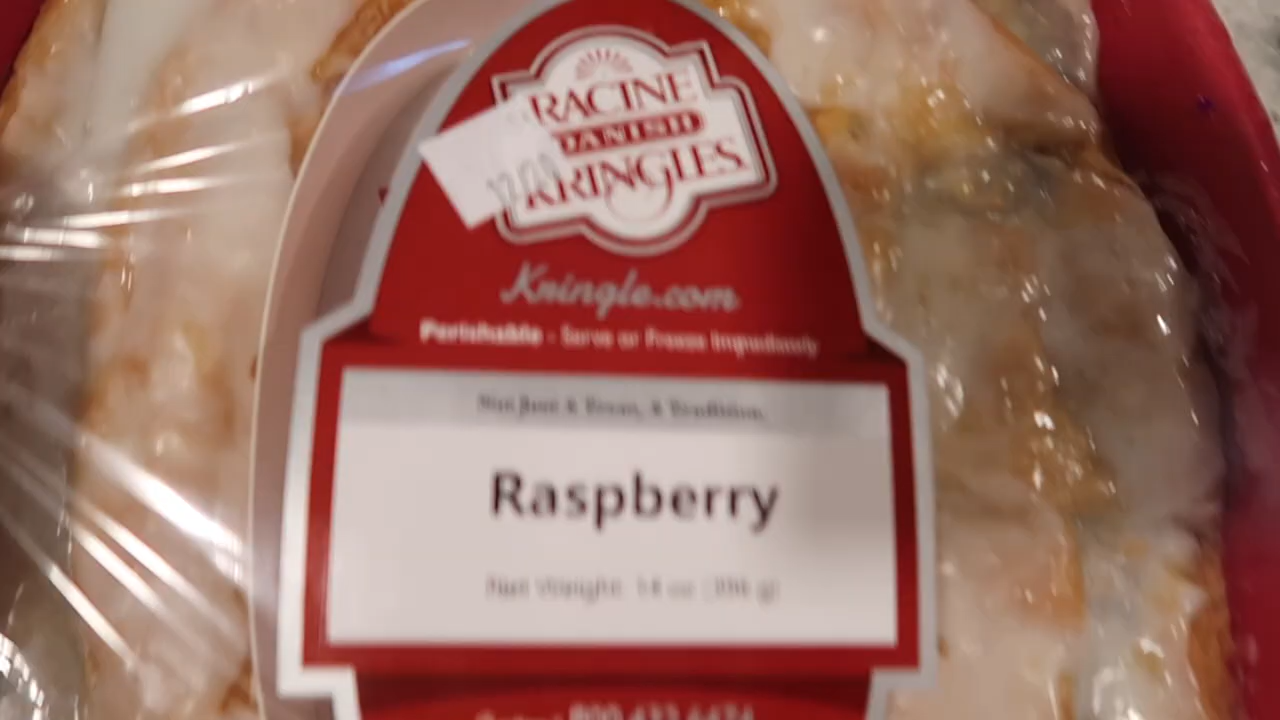 RACINE
DANISH
KRINGLES
Kringle.com
Perishable - Serve or Freeze Immediately
Not Just A Treat, A Tradition.
Raspberry
Net Weight: 14 oz (396 g)